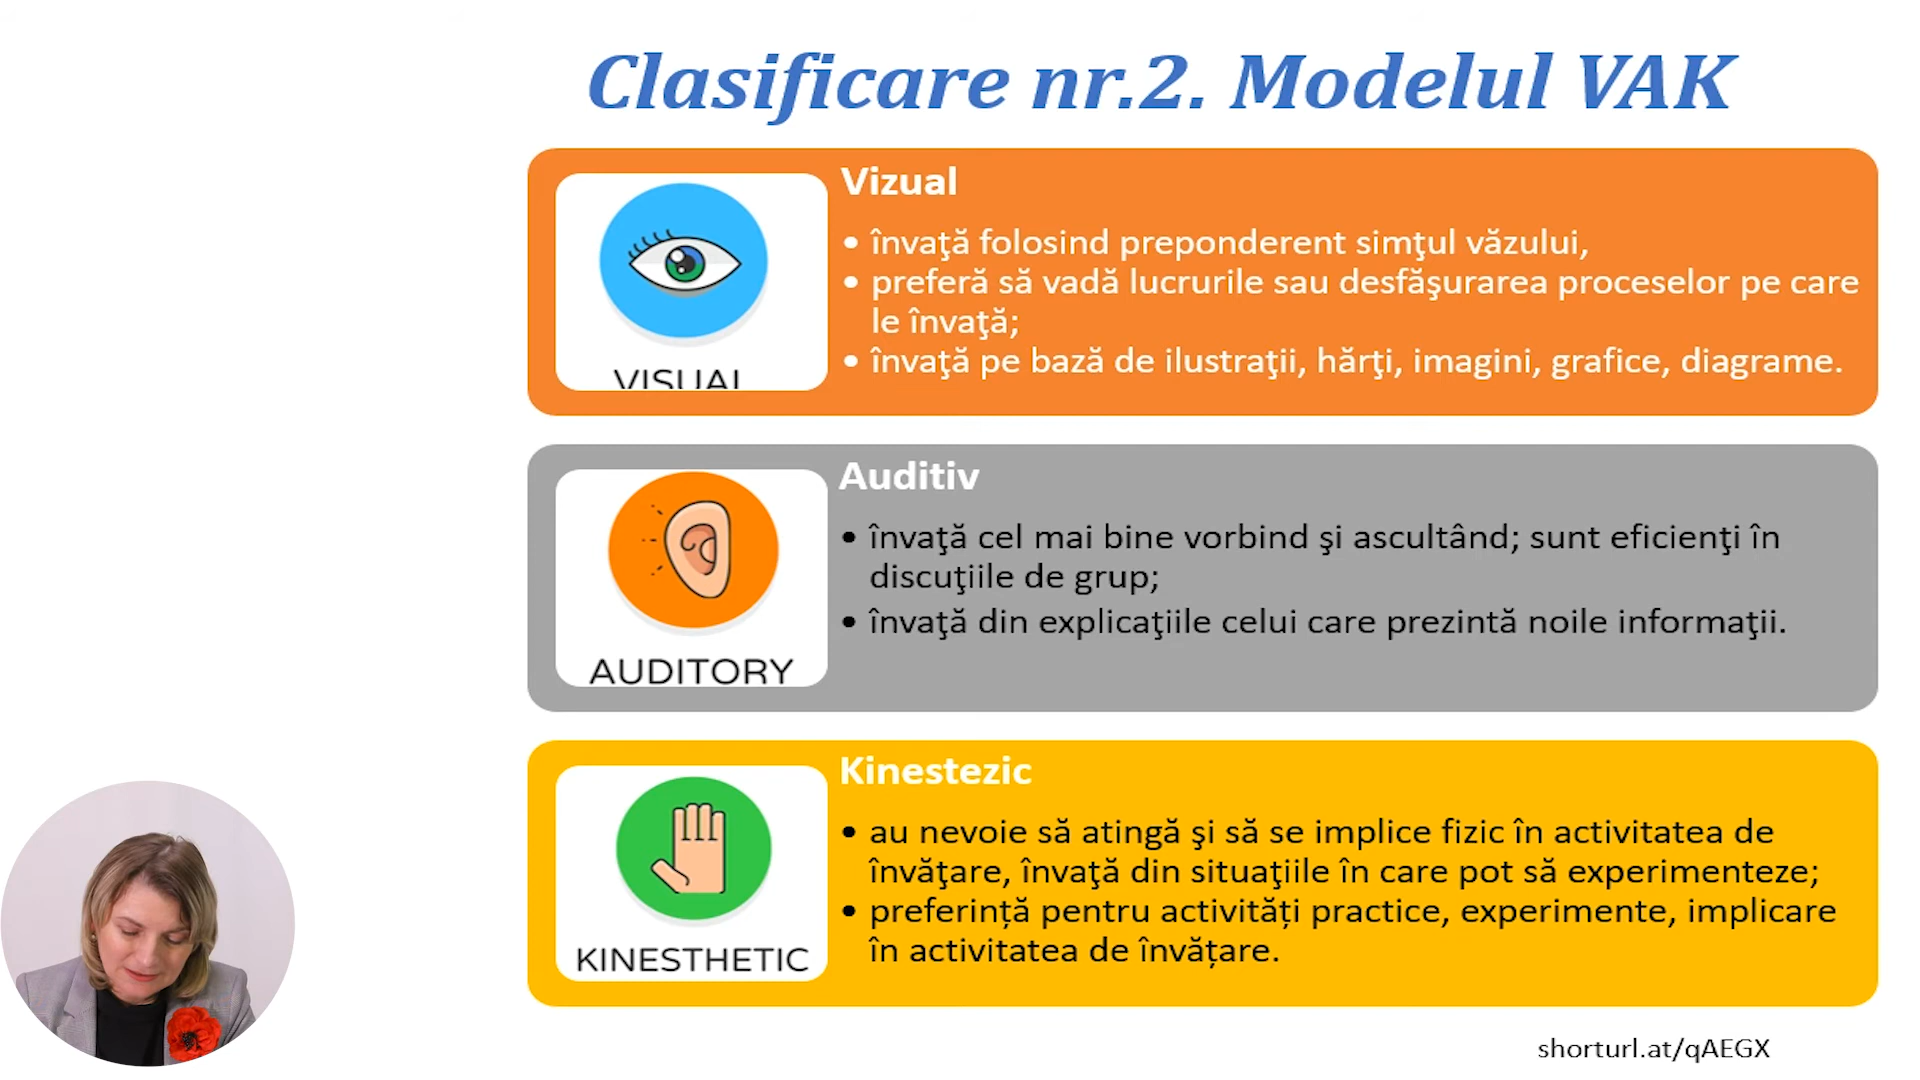 Clasificare nr.2. Modelul VAK
Vizual
• învaţă folosind preponderent simţul văzului,
• preferă să vadă lucrurile sau desfăşurarea proceselor pe care
le învaţă;
• învaţă pe bază de ilustraţii, hărţi, imagini, grafice, diagrame.
VISUAL
Auditiv
• învaţă cel mai bine vorbind şi ascultând; sunt eficienţi în
discuţiile de grup;
• învaţă din explicaţiile celui care prezintă noile informaţii.
AUDITORY
Kinestezic
• au nevoie să atingă şi să se implice fizic în activitatea de
învăţare, învaţă din situaţiile în care pot să experimenteze;
• preferință pentru activități practice, experimente, implicare
în activitatea de învățare.
KINESTHETIC
shorturl.at/qAEGX